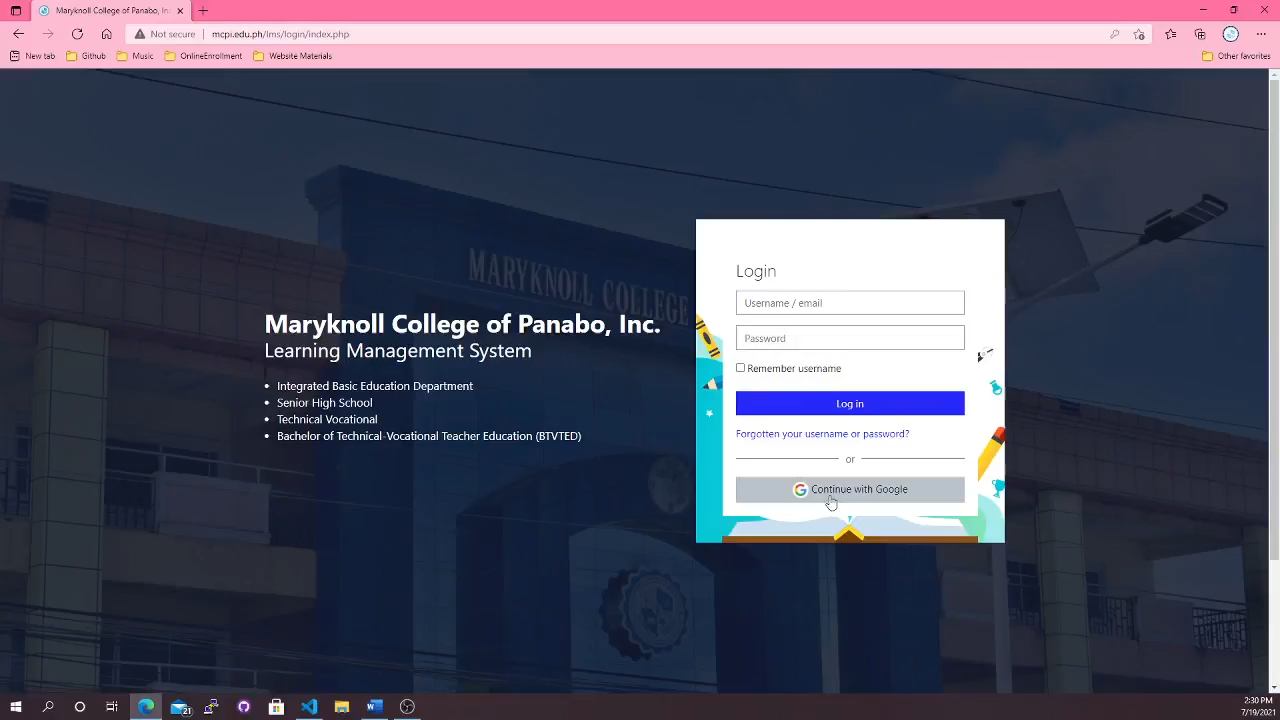 Maryknoll College of Panabo, Inc.
Not secure
mcpi.edu.ph/lms/login/index.php
New tab
Github
Music
OnlineEnrollment
Website Materials
Other favorites
MARYKNOLL COLLEGE
Maryknoll College of Panabo, Inc.
Learning Management System
Integrated Basic Education Department
Senior High School
Technical Vocational
Bachelor of Technical-Vocational Teacher Education (BTVTED)
Login
Username / email
Password
Remember username
Log in
Forgotten your username or password?
or
Continue with Google
2:30 PM
7/19/2021